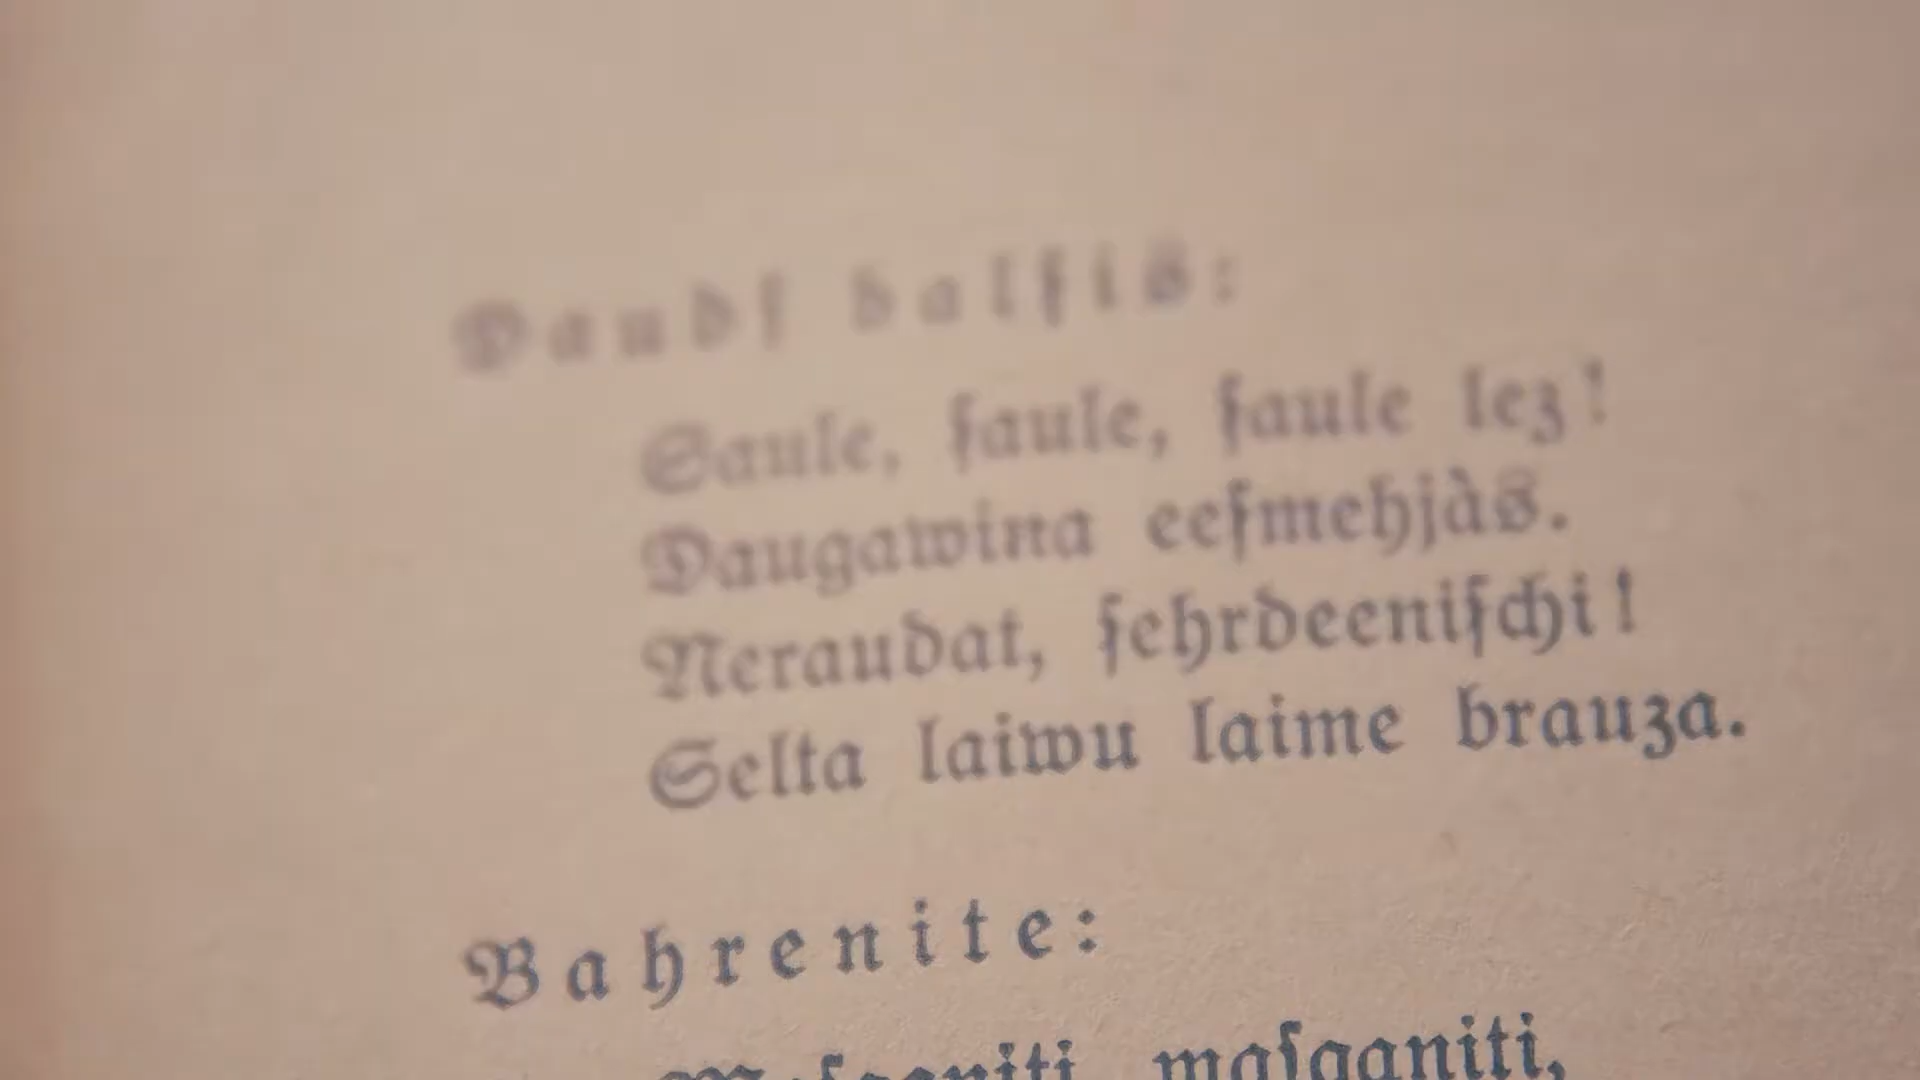 Daudſ balſis:
Saule, ſaule, ſaule lez!
Daugawina eeſmehjàs.
Neraudat, ſehrdeeniſchi!
Selta laiwu laime brauza.
Bahrenite:
maſganiti,